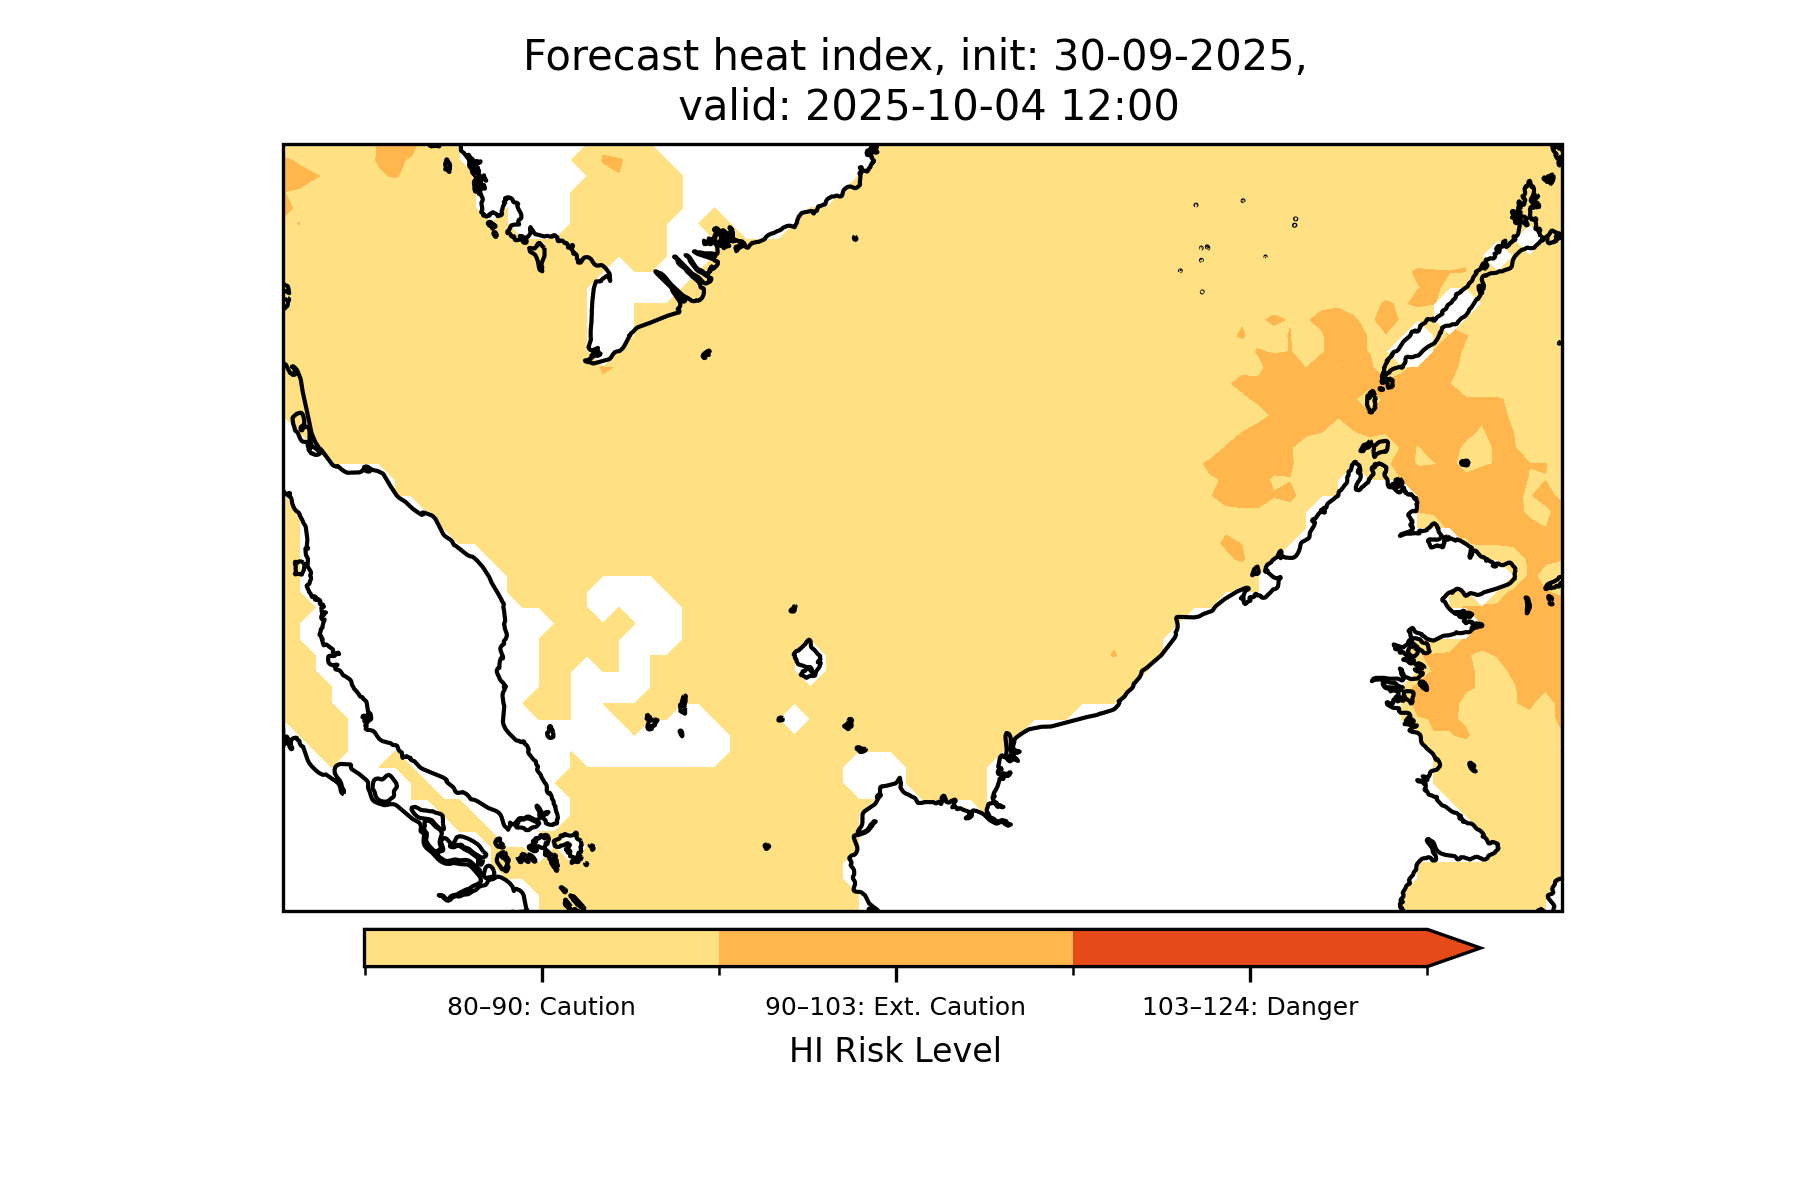 Forecast heat index, init: 30-09-2025,
valid: 2025-10-04 12:00
80–90: Caution
90–103: Ext. Caution
103–124: Danger
HI Risk Level